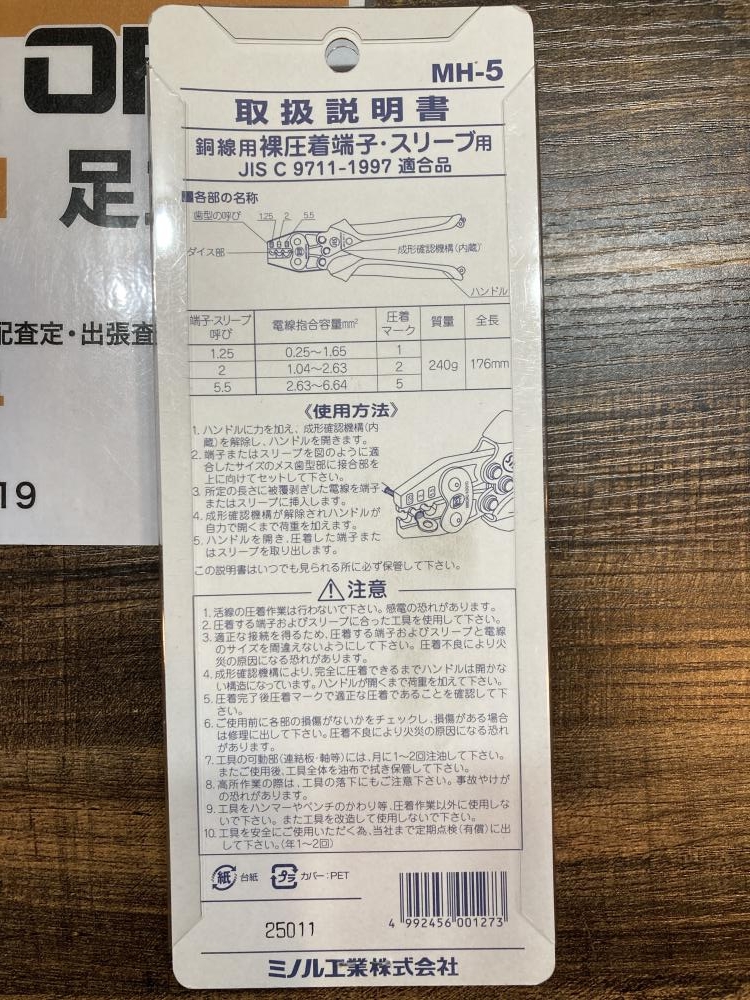 MH-5
取扱説明書
銅線用裸圧着端子・スリーブ用
JIS C 9711-1997 適合品
■各部の名称
歯型の呼び 1.25 2 5.5
ダイス部
成形確認機構(内蔵)
ハンドル
端子・スリーブ呼び 電線抱合容量mm² 圧着マーク 質量 全長
1.25 0.25～1.65 1
2 1.04～2.63 2 240g 176mm
5.5 2.63～6.64 5
《使用方法》
1. ハンドルに力を加え、成形確認機構(内
蔵)を解除し、ハンドルを開きます。
2. 端子またはスリーブを図のように適
合したサイズのメス歯型部に接合部を
上に向けてセットして下さい。
3. 所定の長さに被覆剥ぎした電線を端子
またはスリーブに挿入します。
4. 成形確認機構が解除されハンドルが
自力で開くまで荷重を加えます。
5. ハンドルを開き、圧着した端子また
はスリーブを取り出します。
この説明書はいつでも見られる所に必ず保管して下さい。
注意
1. 活線の圧着作業は行わないで下さい。感電の恐れがあります。
2. 圧着する端子およびスリーブに合った工具を使用して下さい。
3. 適正な接続を得るため、圧着する端子およびスリーブと電線
のサイズを間違えないようにして下さい。圧着不良により火
災の原因になる恐れがあります。
4. 成形確認機構により、完全に圧着できるまでハンドルは開かな
い構造になっています。ハンドルが開くまで荷重を加えて下さい。
5. 圧着完了後圧着マークで適正な圧着であることを確認して下
さい。
6. ご使用前に各部の損傷がないかをチェックし、損傷がある場合
は修理に出して下さい。圧着不良により火災の原因になる恐れ
があります。
7. 工具の可動部(連結板・軸等)には、月に1～2回注油して下さい。
またご使用後、工具全体を油布で拭き保管して下さい。
8. 高所作業の際は、工具の落下にもご注意下さい。事故やけが
の恐れがあります。
9. 工具をハンマーやペンチのかわり等、圧着作業以外に使用しな
いで下さい。また工具を改造して使用しないで下さい。
10. 工具を安全にご使用いただく為、当社まで定期点検(有償)に出
して下さい。(年1～2回)
紙 台紙 プラ カバー:PET
4 992456 001273
25011
ミノル工業株式会社
足
配査定・出張査
19